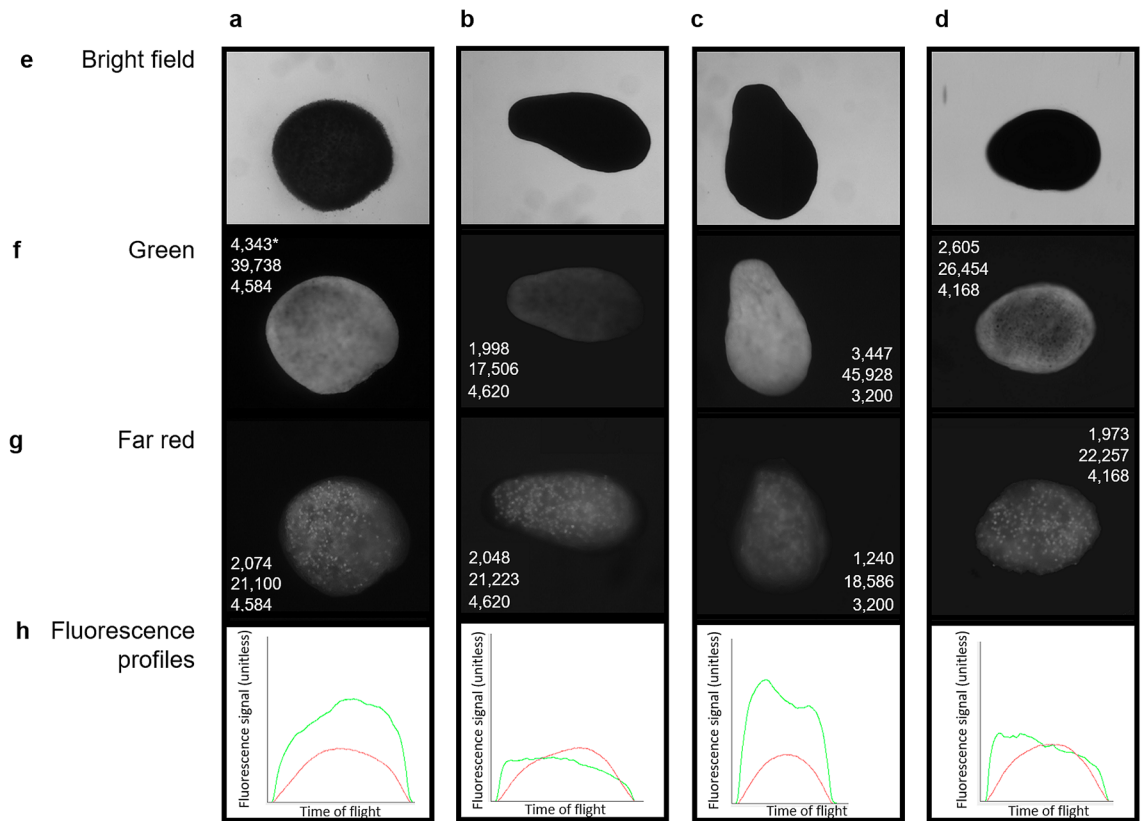 a
b
c
d
e Bright field
f Green
4,343*
39,738
4,584
1,998
17,506
4,620
3,447
45,928
3,200
2,605
26,454
4,168
g Far red
2,074
21,100
4.584
2,048
21,223
4,620
1,240
18,586
3,200
1,973
22,257
4,168
h Fluorescence
profiles
Fluorescence signal (unitless)
Time of flight
Fluorescence signal (unitless)
Time of flight
Fluorescence signal (unitless)
Time of flight
Fluorescence signal (unitless)
Time of flight